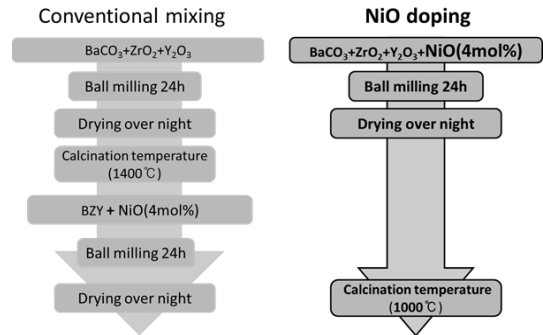 Conventional mixing
BaCO₃+ZrO₂+Y₂O₃
Ball milling 24h
Drying over night
Calcination temperature
(1400℃)
BZY + NiO(4mol%)
Ball milling 24h
Drying over night
NiO doping
BaCO₃+ZrO₂+Y₂O₃+NiO(4mol%)
Ball milling 24h
Drying over night
Calcination temperature
(1000℃)